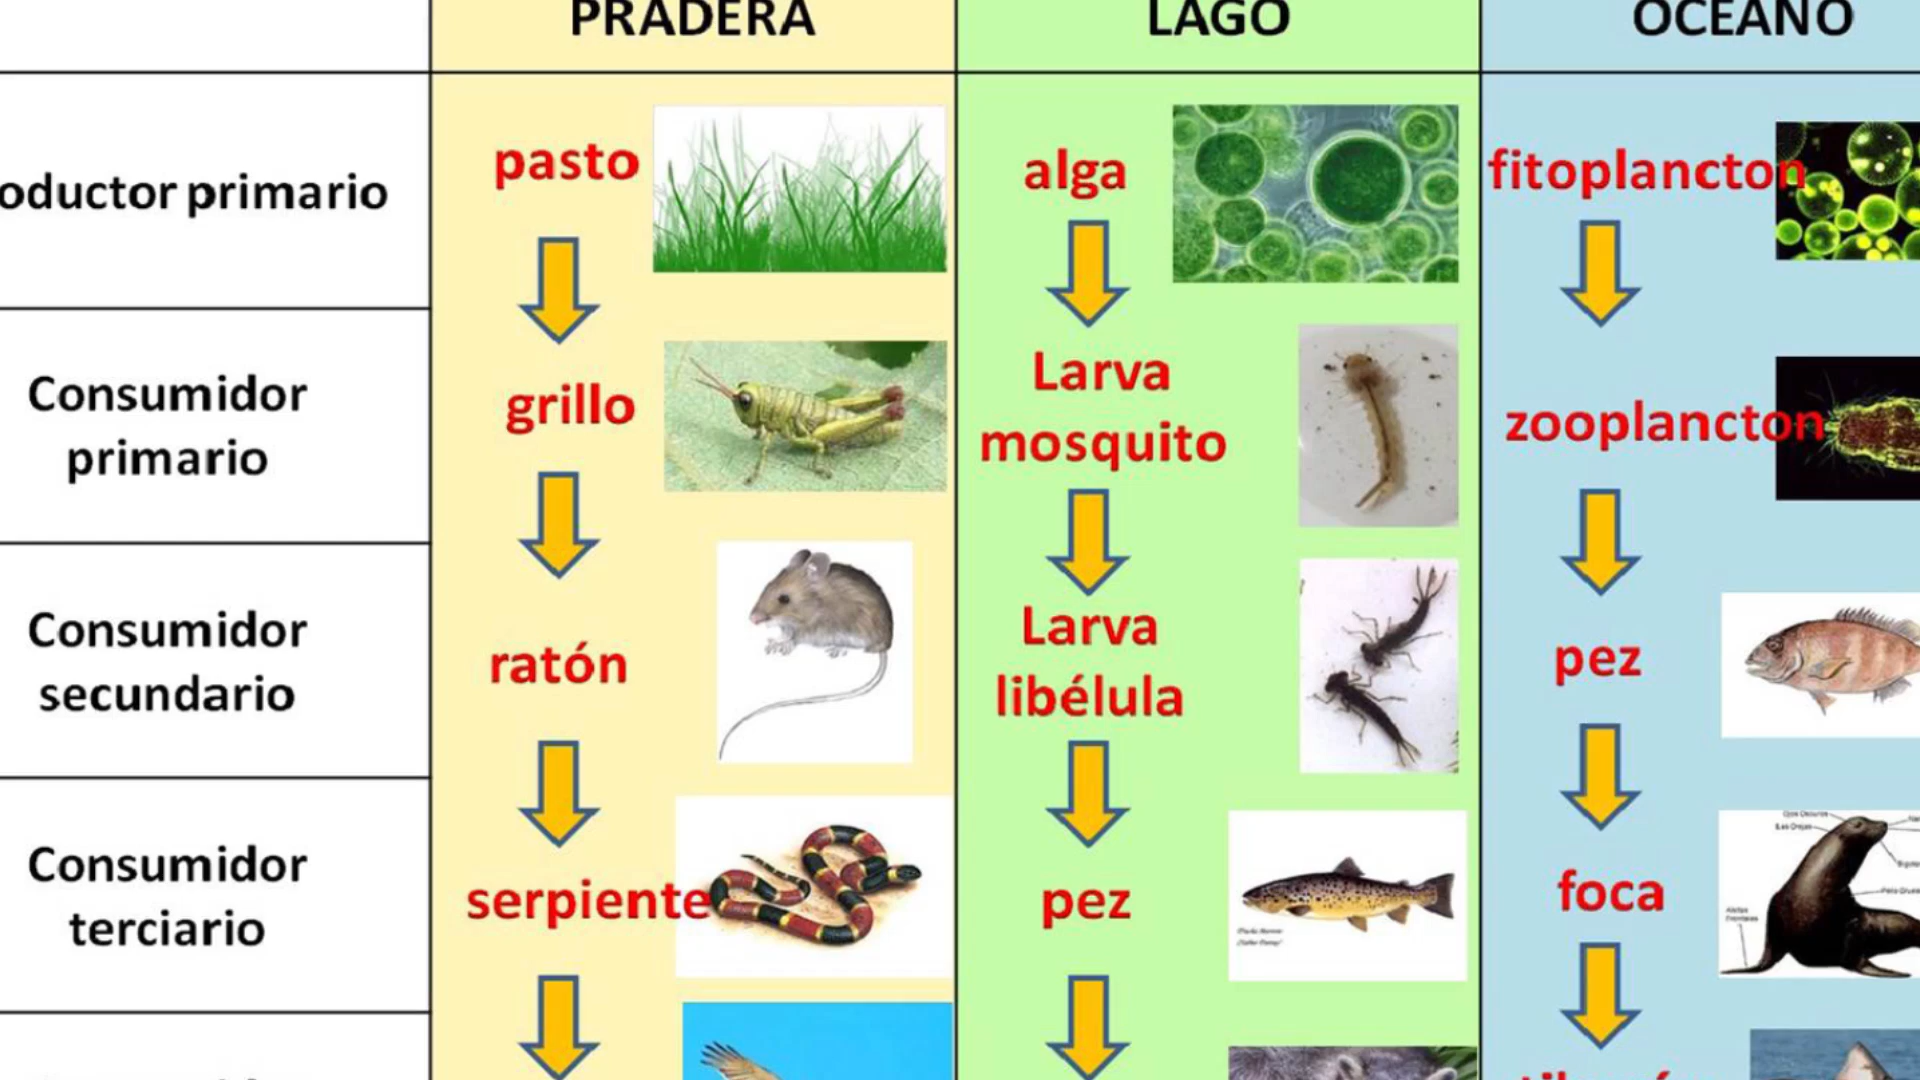 PRADERA
LAGO
OCEANO
oductor primario
pasto
alga
fitoplancton
Consumidor
primario
grillo
Larva
mosquito
zooplancton
Consumidor
secundario
ratón
Larva
libélula
pez
Consumidor
terciario
serpiente
pez
foca